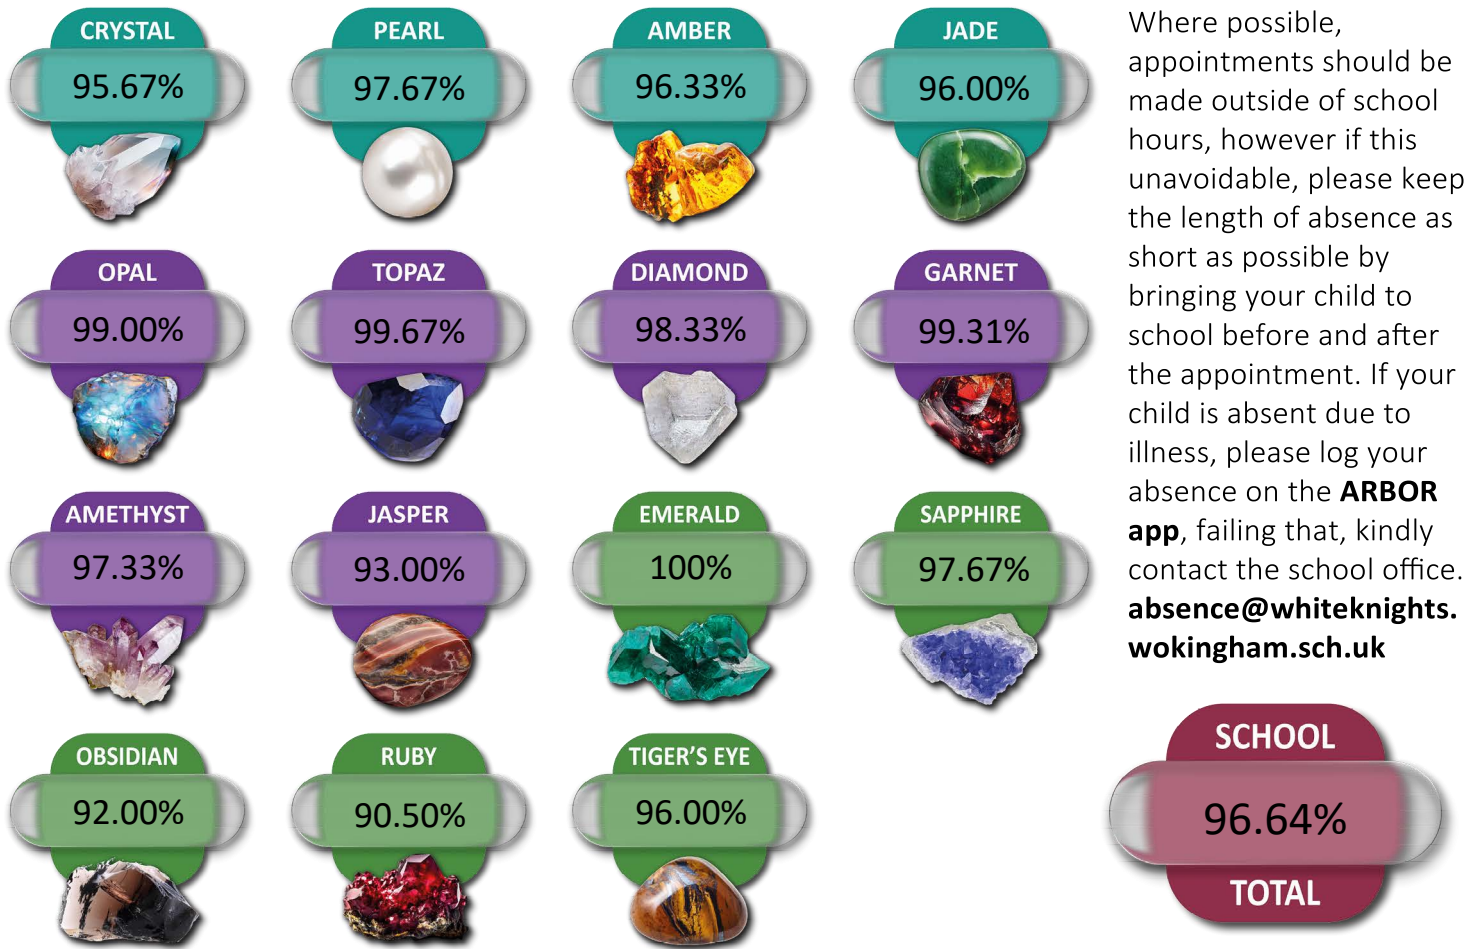 CRYSTAL
95.67%
PEARL
97.67%
AMBER
96.33%
JADE
96.00%
OPAL
99.00%
TOPAZ
99.67%
DIAMOND
98.33%
GARNET
99.31%
AMETHYST
97.33%
JASPER
93.00%
EMERALD
100%
SAPPHIRE
97.67%
OBSIDIAN
92.00%
RUBY
90.50%
TIGER'S EYE
96.00%
Where possible,
appointments should be
made outside of school
hours, however if this
unavoidable, please keep
the length of absence as
short as possible by
bringing your child to
school before and after
the appointment. If your
child is absent due to
illness, please log your
absence on the ARBOR
app, failing that, kindly
contact the school office.
absence@whiteknights.
wokingham.sch.uk
SCHOOL
96.64%
TOTAL